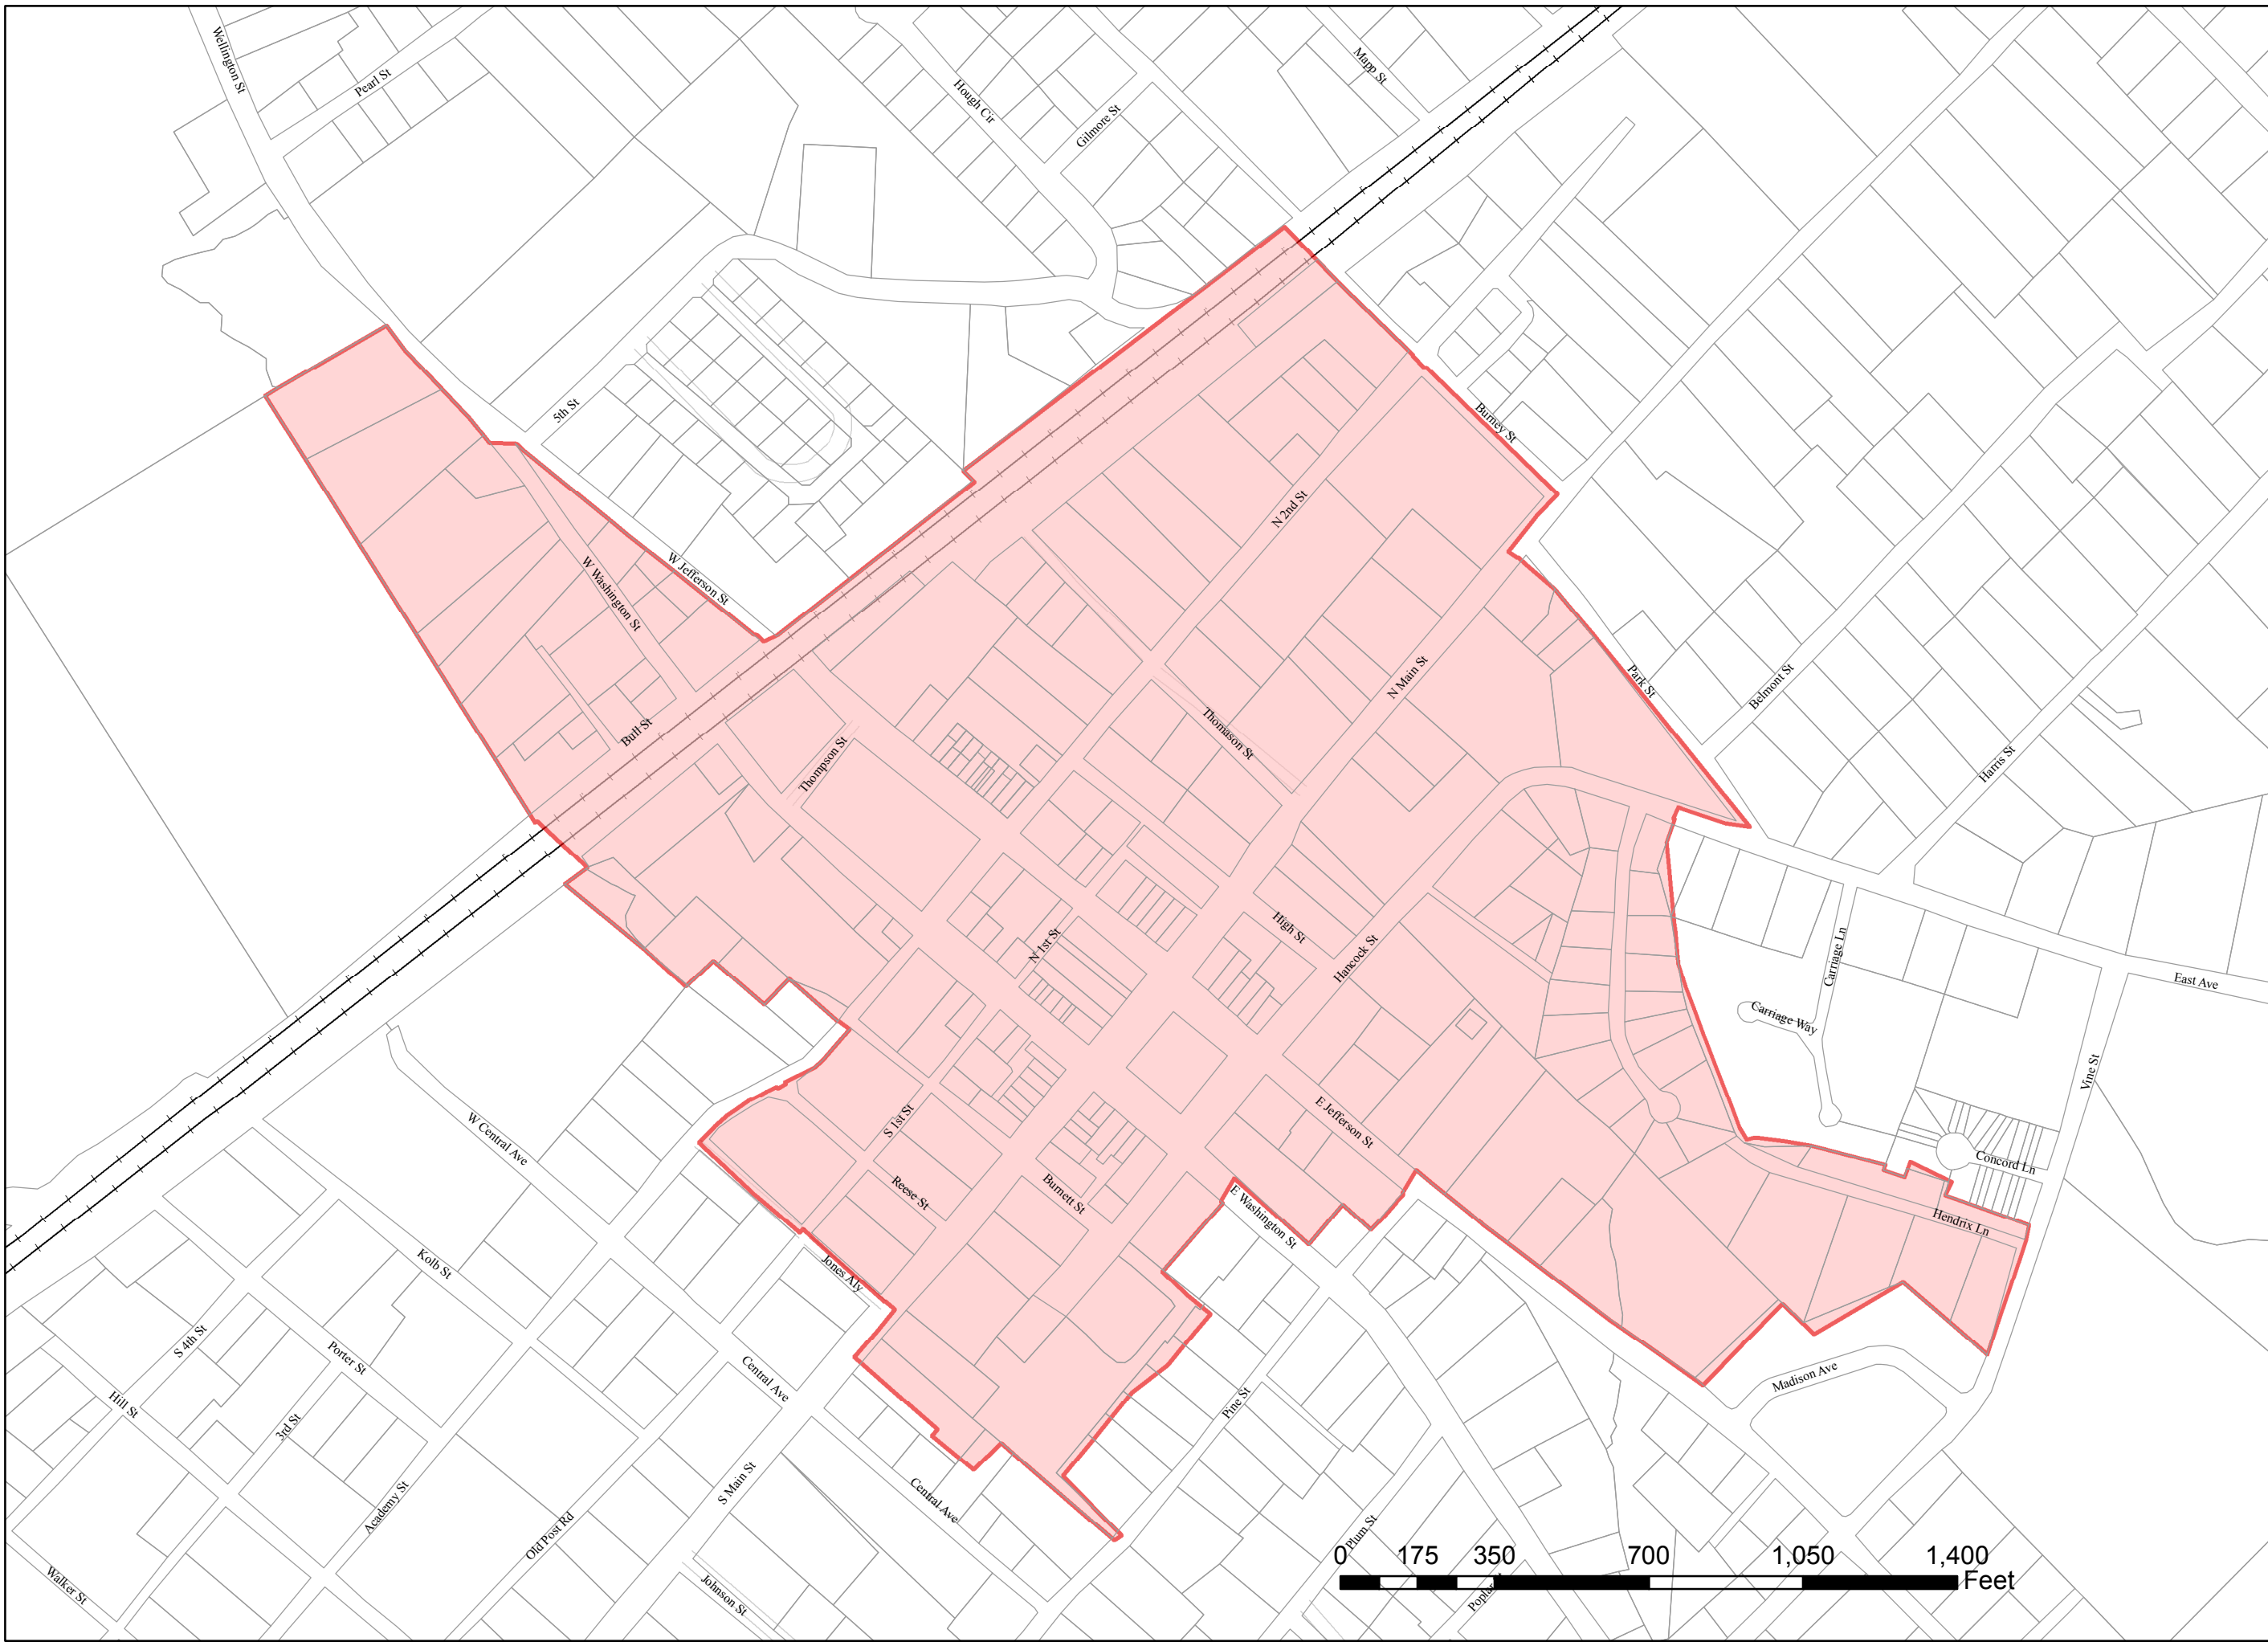 Wellington St
Pearl St
Hough Cir
Gilmore St
Mapp St
5th St
Burney St
N 2nd St
W Jefferson St
W Washington St
Park St
N Main St
Belmont St
Bull St
Thompson St
Thomason St
Harris St
High St
N 1st St
Hancock St
Carriage Ln
East Ave
Carriage Way
Vine St
W Central Ave
S 1st St
E Jefferson St
Concord Ln
Reese St
Burnett St
E Washington St
Hendrix Ln
Kolb St
Jones Aly
S 4th St
Porter St
Central Ave
Madison Ave
Hill St
3rd St
Pine St
Academy St
Old Post Rd
S Main St
Central Ave
Plum St
Walker St
Johnson St
0 175 350 700 1,050 1,400
Feet